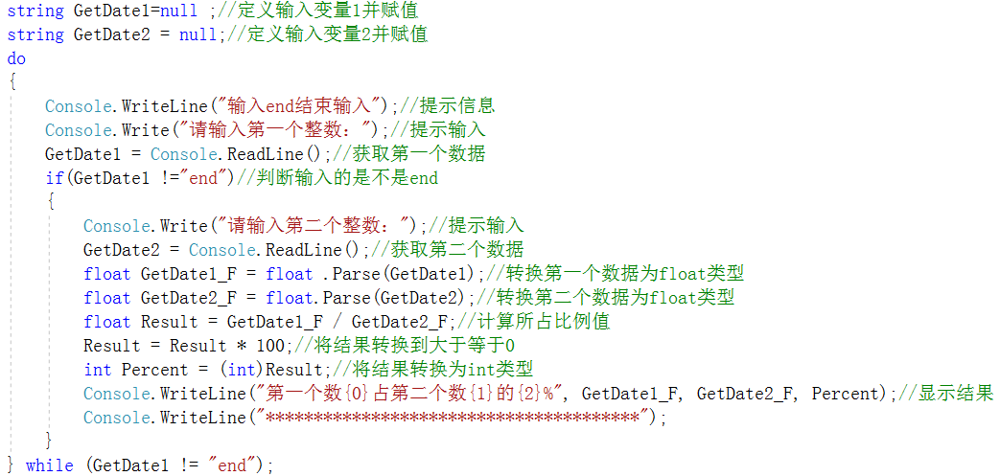 string GetDate1=null ;//定义输入变量1并赋值
string GetDate2 = null;//定义输入变量2并赋值
do
{
    Console.WriteLine("输入end结束输入");//提示信息
    Console.Write("请输入第一个整数：");//提示输入
    GetDate1 = Console.ReadLine();//获取第一个数据
    if(GetDate1 !="end")//判断输入的是不是end
    {
        Console.Write("请输入第二个整数：");//提示输入
        GetDate2 = Console.ReadLine();//获取第二个数据
        float GetDate1_F = float .Parse(GetDate1);//转换第一个数据为float类型
        float GetDate2_F = float.Parse(GetDate2);//转换第二个数据为float类型
        float Result = GetDate1_F / GetDate2_F;//计算所占比例值
        Result = Result * 100;//将结果转换到大于等于0
        int Percent = (int)Result;//将结果转换为int类型
        Console.WriteLine("第一个数{0}占第二个数{1}的{2}%", GetDate1_F, GetDate2_F, Percent);//显示结果
        Console.WriteLine("***************************************");
    }
} while (GetDate1 != "end");